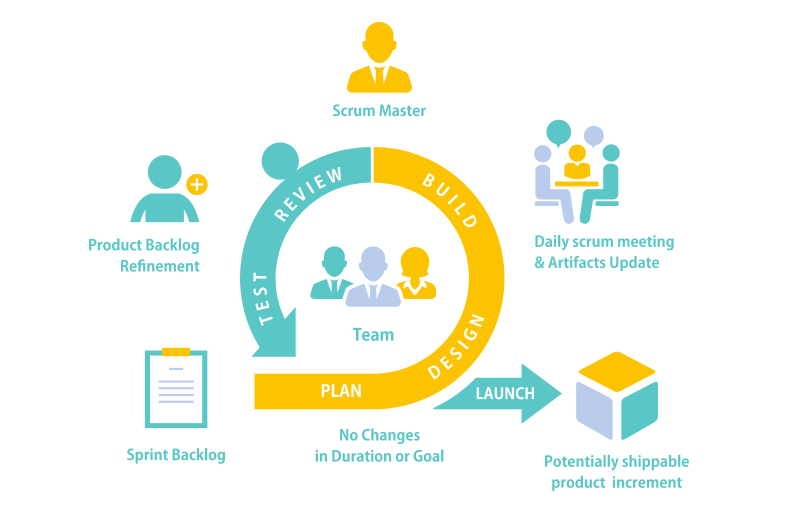 Scrum Master
REVIEW
BUILD
Product Backlog
Refinement
Daily scrum meeting
& Artifacts Update
TEST
Team
DESIGN
PLAN
LAUNCH
No Changes
in Duration or Goal
Sprint Backlog
Potentially shippable
product increment